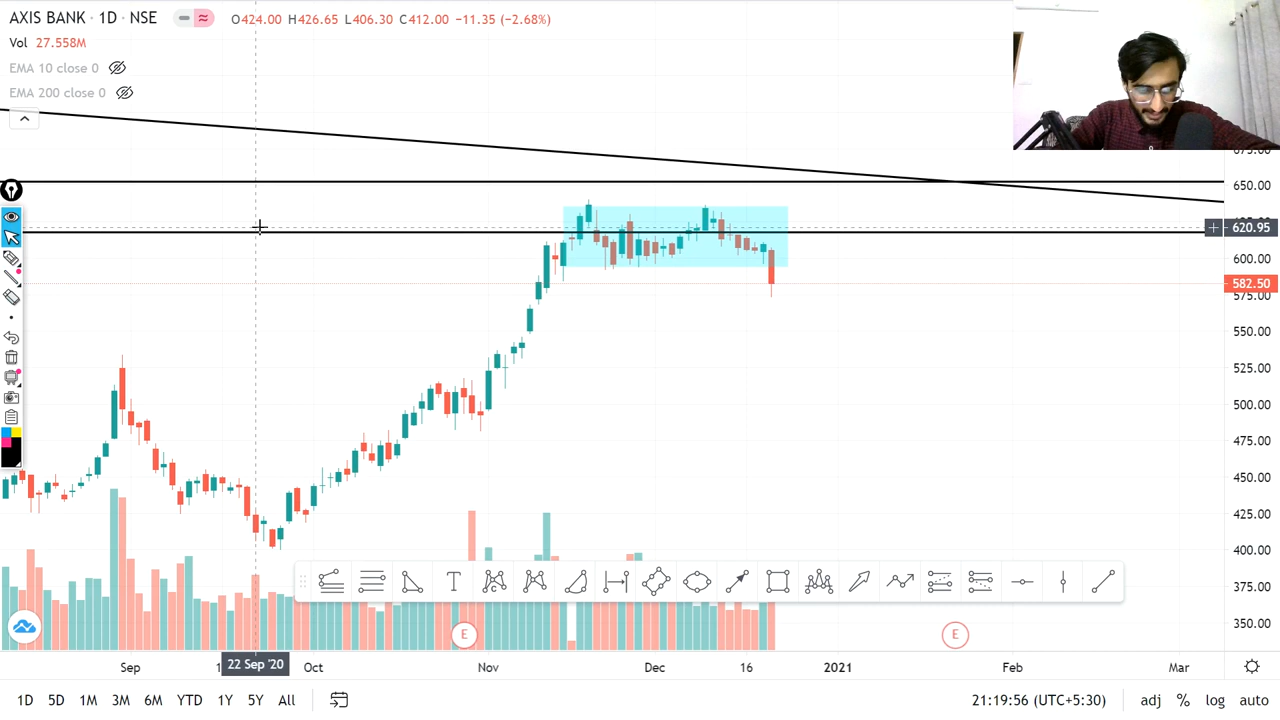 AXIS BANK · 1D · NSE
O424.00 H426.65 L406.30 C412.00 −11.35 (−2.68%)
Vol 27.558M
EMA 10 close 0
EMA 200 close 0
675.00
650.00
620.95
600.00
582.50
575.00
550.00
525.00
500.00
475.00
450.00
425.00
400.00
375.00
350.00
T
E
E
Sep
22 Sep '20
Oct
Nov
Dec
16
2021
Feb
Mar
1D 5D 1M 3M 6M YTD 1Y 5Y All
21:19:56 (UTC+5:30)
adj % log auto